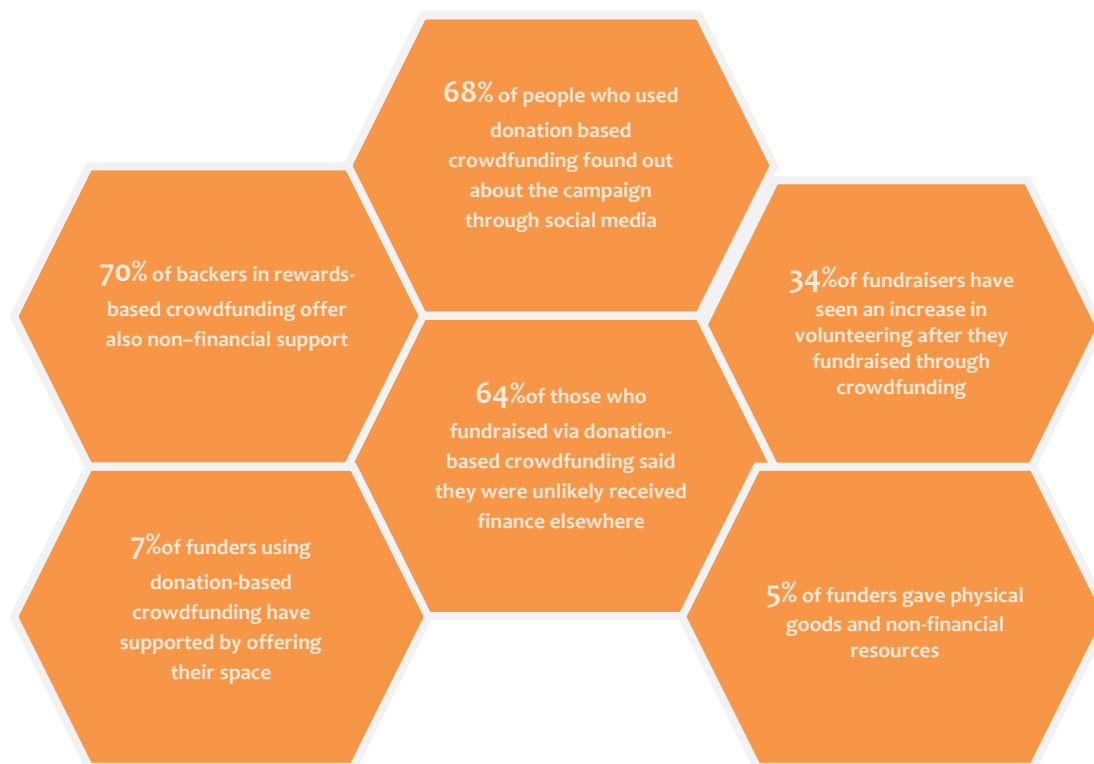 68% of people who used
donation based
crowdfunding found out
about the campaign
through social media
70% of backers in rewards-
based crowdfunding offer
also non–financial support
34%of fundraisers have
seen an increase in
volunteering after they
fundraised through
crowdfunding
64%of those who
fundraised via donation-
based crowdfunding said
they were unlikely received
finance elsewhere
7%of funders using
donation-based
crowdfunding have
supported by offering
their space
5% of funders gave physical
goods and non-financial
resources